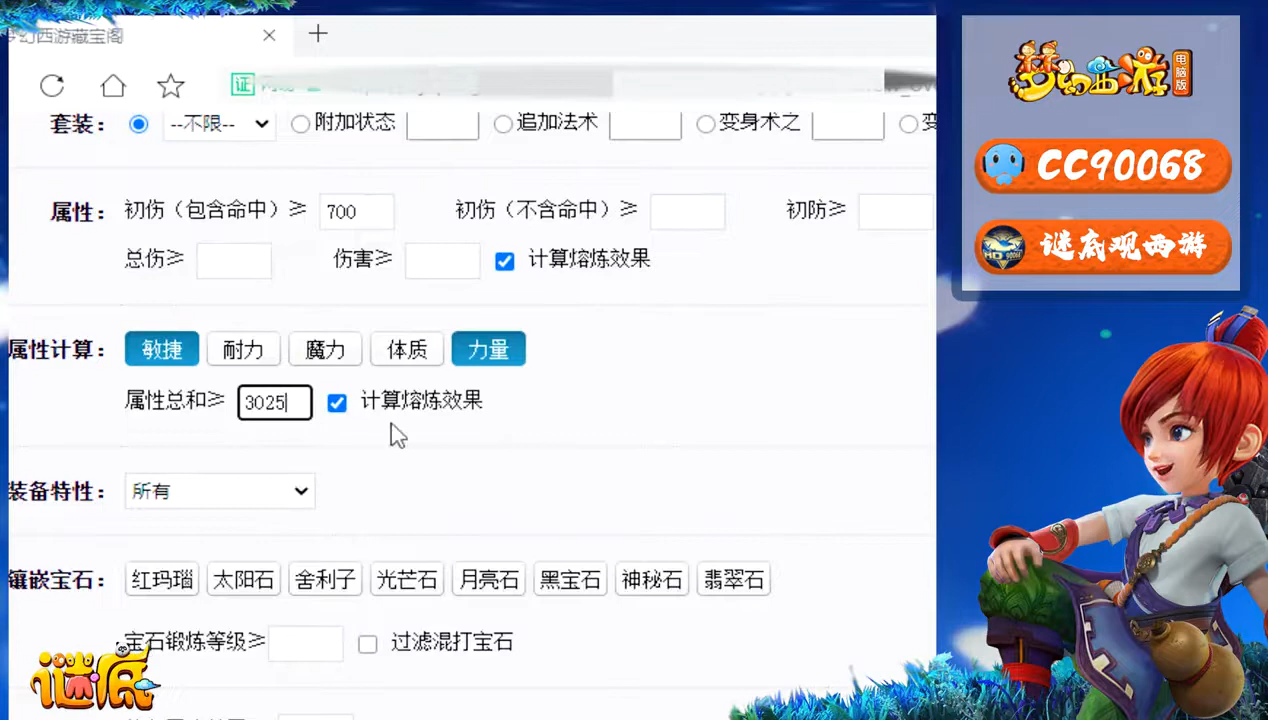 梦幻西游藏宝阁
证
套装： --不限-- 附加状态 追加法术 变身术之 变
属性： 初伤（包含命中）≥ 700 初伤（不含命中）≥ 初防≥
总伤≥ 伤害≥ 计算熔炼效果
属性计算： 敏捷 耐力 魔力 体质 力量
属性总和≥ 3025 计算熔炼效果
装备特性： 所有
镶嵌宝石： 红玛瑙 太阳石 舍利子 光芒石 月亮石 黑宝石 神秘石 翡翠石
宝石锻炼等级≥ 过滤混打宝石
谜底
梦幻西游
电脑版
CC90068
谜底观西游